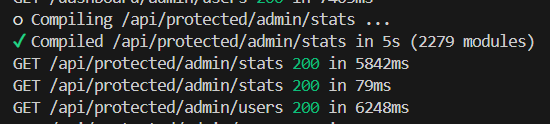 GET /dashboard/admin/users 200 in 7405ms
○ Compiling /api/protected/admin/stats ...
✓ Compiled /api/protected/admin/stats in 5s (2279 modules)
GET /api/protected/admin/stats 200 in 5842ms
GET /api/protected/admin/stats 200 in 79ms
GET /api/protected/admin/users 200 in 6248ms